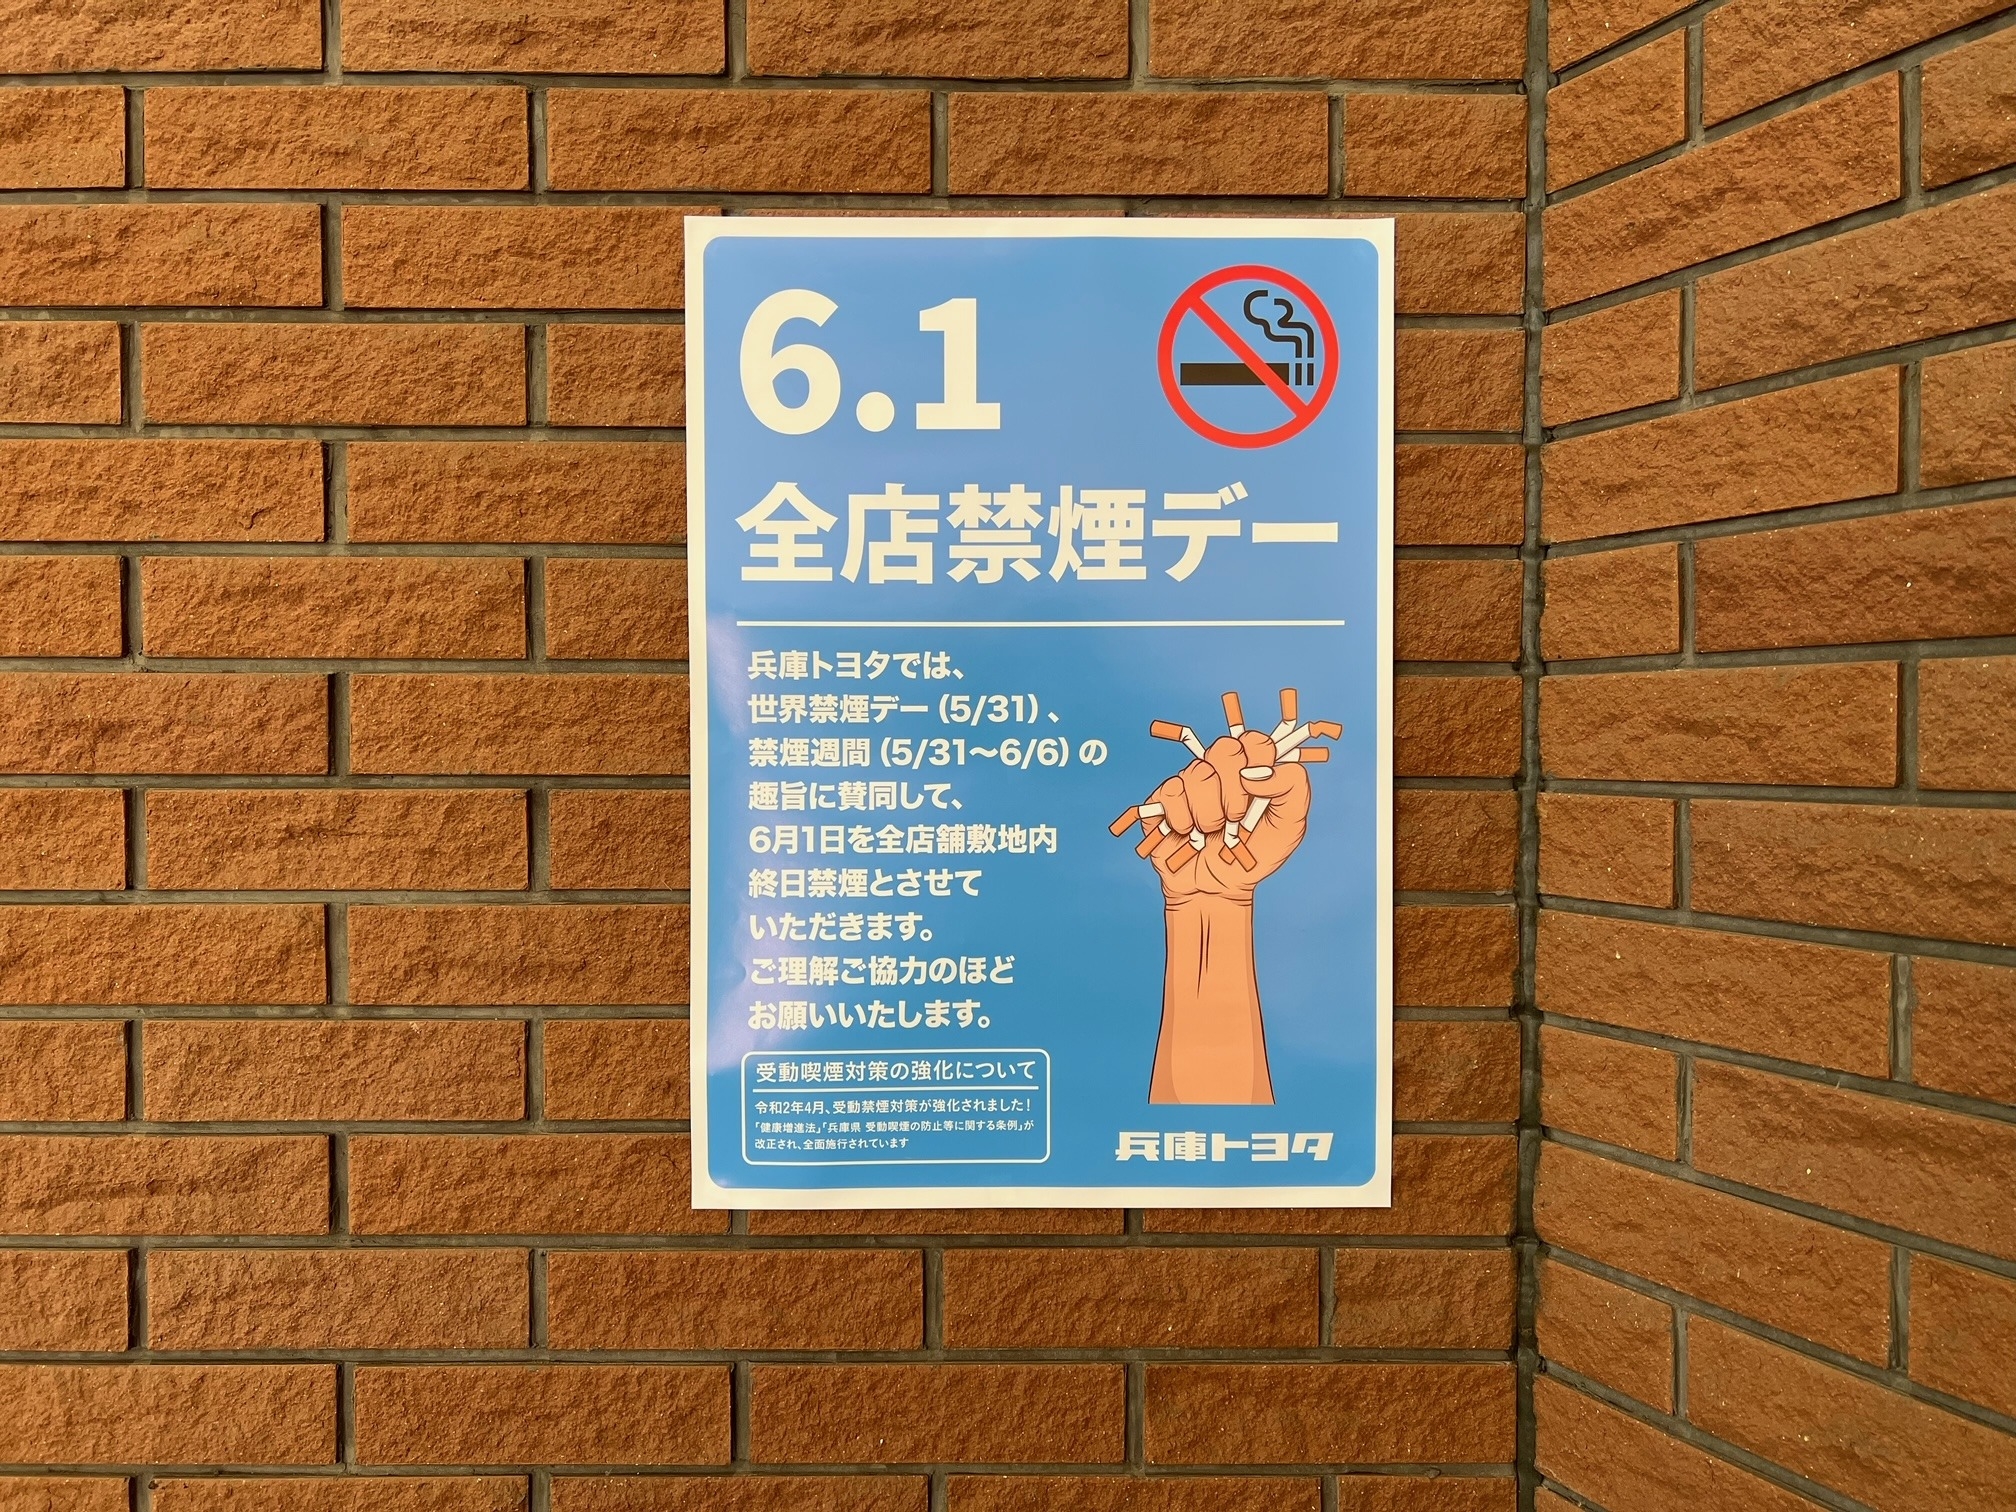 6.1
全店禁煙デー
兵庫トヨタでは、
世界禁煙デー（5/31）、
禁煙週間（5/31〜6/6）の
趣旨に賛同して、
6月1日を全店舗敷地内
終日禁煙とさせて
いただきます。
ご理解ご協力のほど
お願いいたします。
受動喫煙対策の強化について
令和2年4月、受動禁煙対策が強化されました！
「健康増進法」「兵庫県 受動喫煙の防止等に関する条例」が
改正され、全面施行されています
兵庫トヨタ